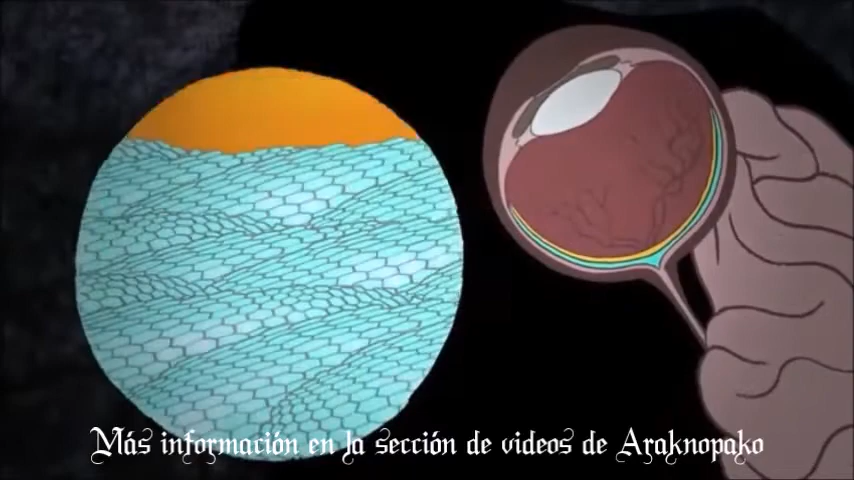 Más información en la sección de videos de Araknopako